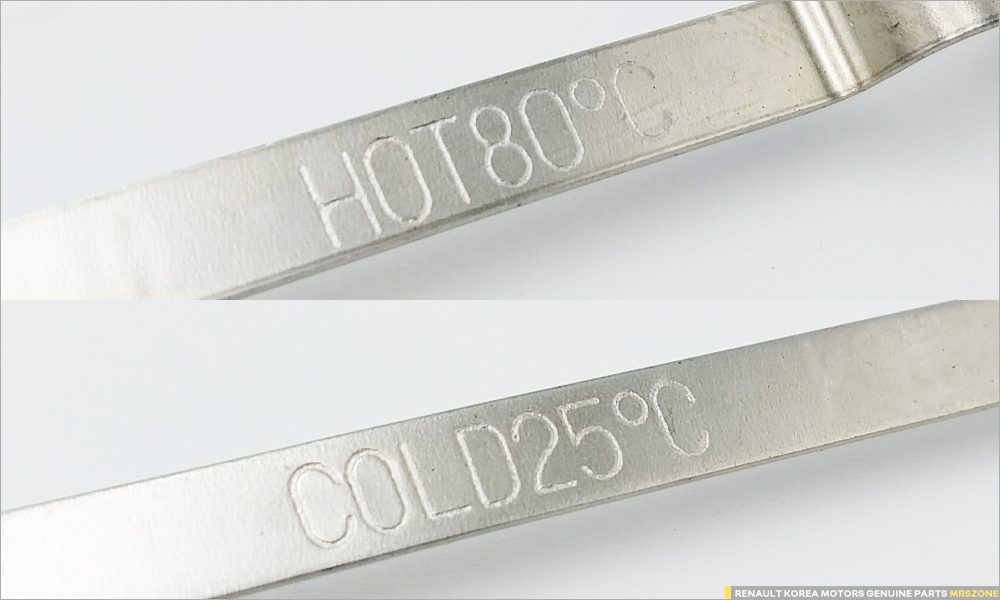 HOT80°C
COLD25°C
RENAULT KOREA MOTORS GENUINE PARTS MRSZONE